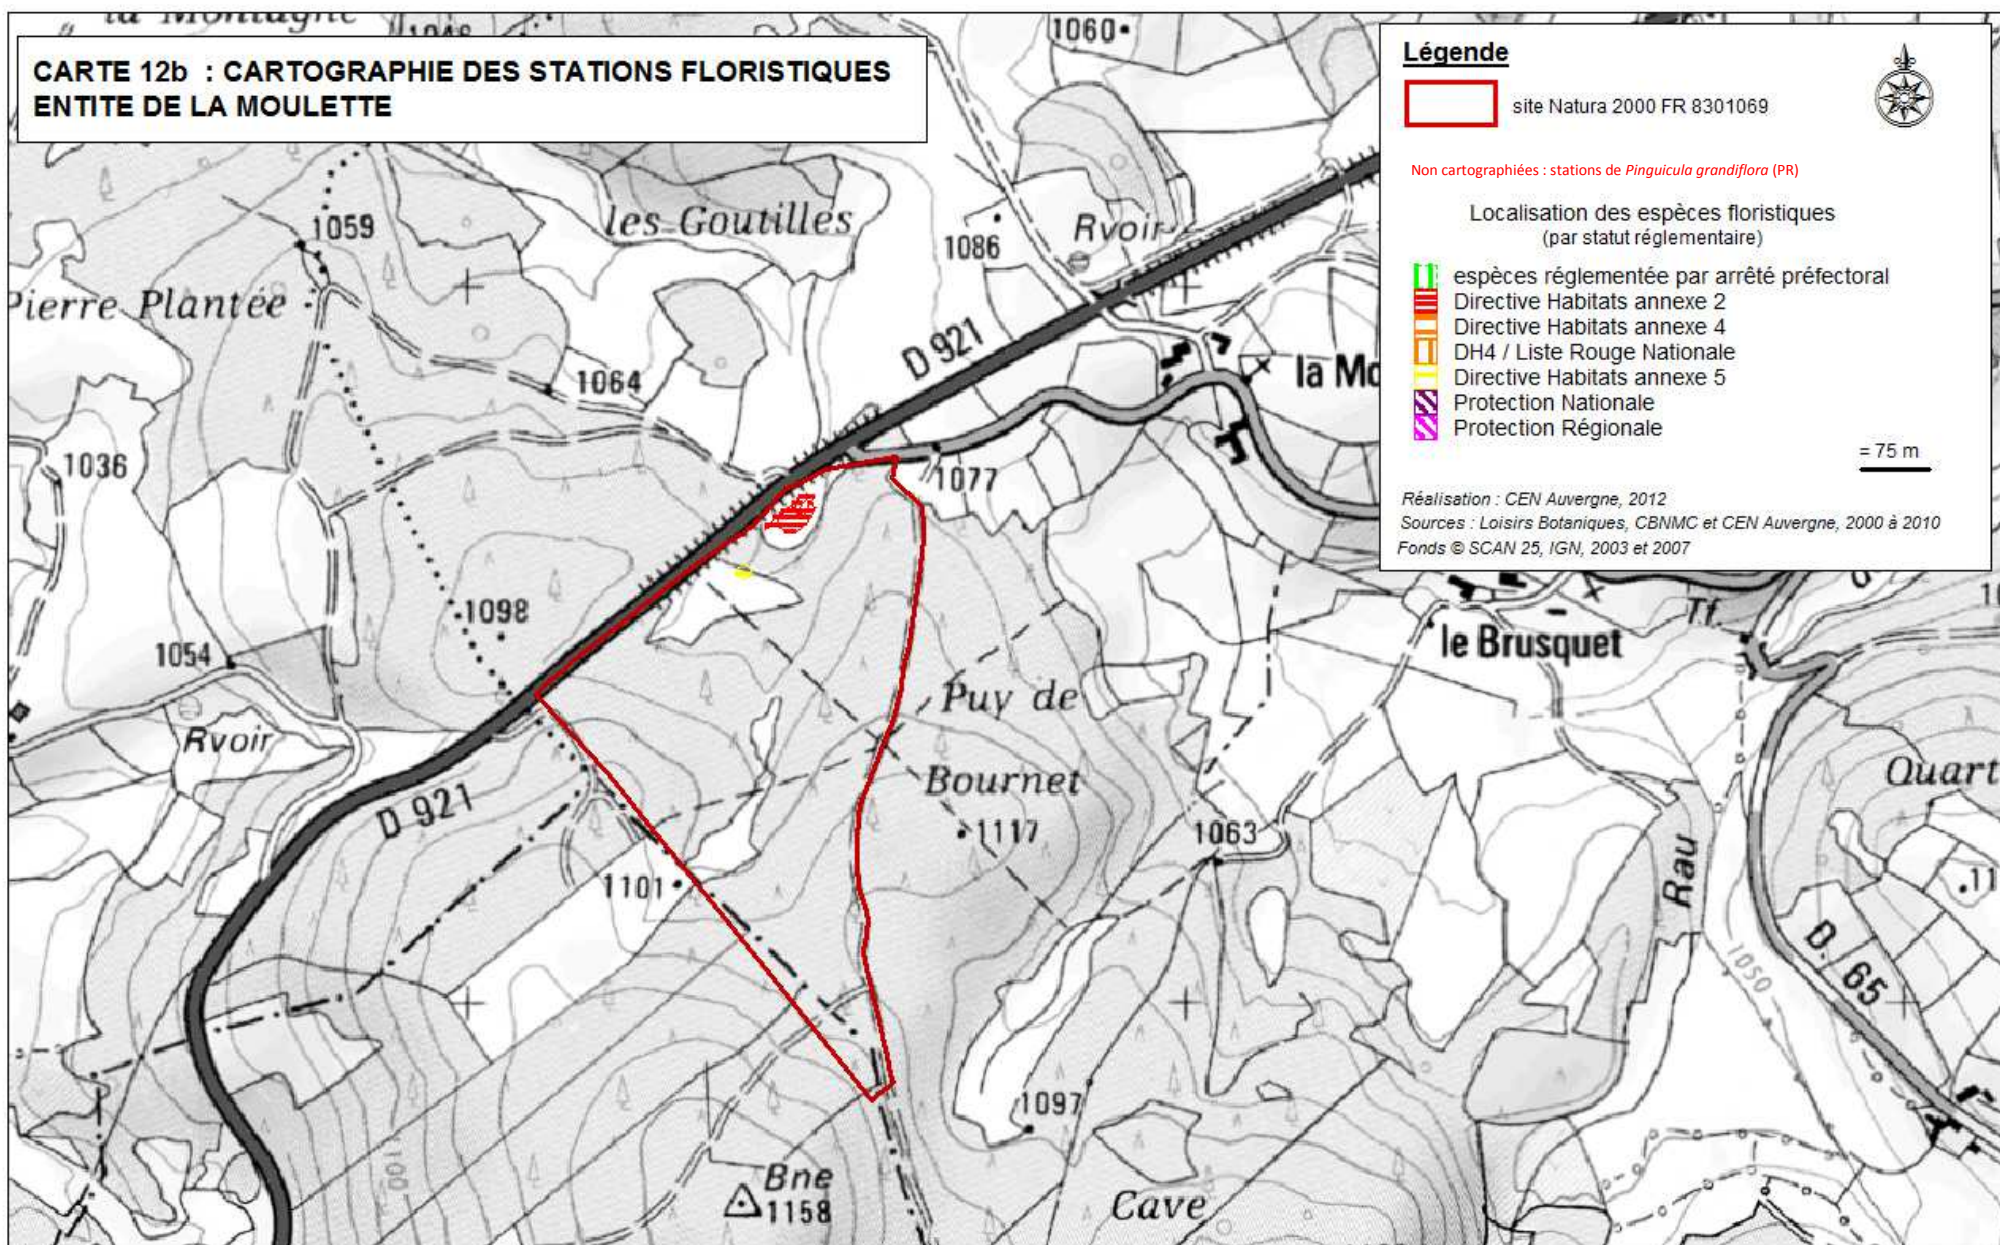 la Montagne
1060
CARTE 12b : CARTOGRAPHIE DES STATIONS FLORISTIQUES
ENTITE DE LA MOULETTE
Légende
site Natura 2000 FR 8301069
Non cartographiées : stations de Pinguicula grandiflora (PR)
Localisation des espèces floristiques
(par statut réglementaire)
espèces réglementée par arrêté préfectoral
Directive Habitats annexe 2
Directive Habitats annexe 4
DH4 / Liste Rouge Nationale
Directive Habitats annexe 5
Protection Nationale
Protection Régionale
= 75 m
Réalisation : CEN Auvergne, 2012
Sources : Loisirs Botaniques, CBNMC et CEN Auvergne, 2000 à 2010
Fonds © SCAN 25, IGN, 2003 et 2007
les Goutilles
1059
1086
Rvoir
Pierre Plantée
D 921
1064
la Mo
1036
1077
1098
Tf.
le Brusquet
1054
Puy de
Rvoir
Bournet
Quart
D 921
1117
1063
1101
Rau
11
D. 65
1050
1097
1100
Bne
1158
Cave